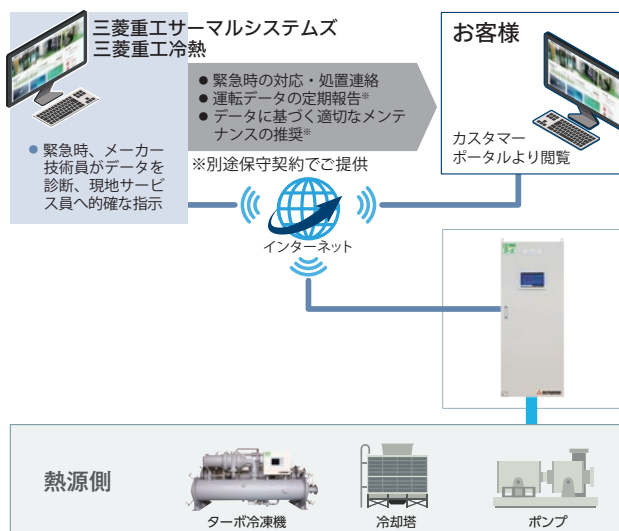 三菱重工サーマルシステムズ
三菱重工冷熱
● 緊急時の対応・処置連絡
● 運転データの定期報告※
● データに基づく適切なメンテ
ナンスの推奨※
お客様
カスタマー
ポータルより閲覧
● 緊急時、メーカー
技術員がデータを
診断、現地サービ
ス員へ的確な指示
※別途保守契約でご提供
インターネット
熱源側
ターボ冷凍機
冷却塔
ポンプ